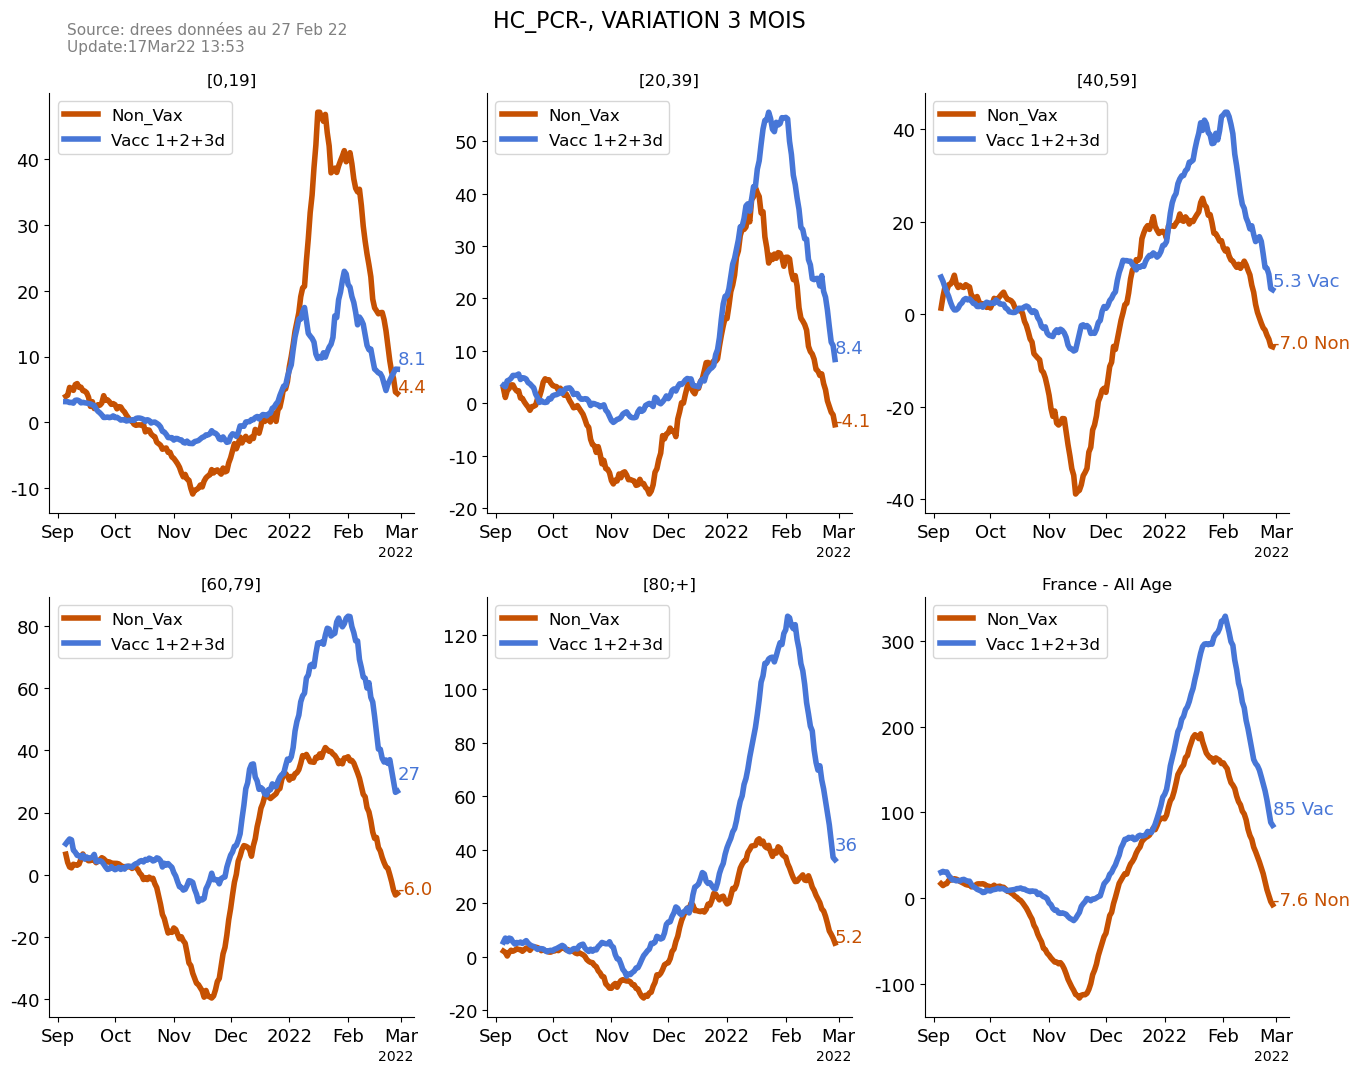 HC_PCR-, VARIATION 3 MOIS
Source: drees données au 27 Feb 22
Update:17Mar22 13:53
[0,19]
Non_Vax
Vacc 1+2+3d
40
30
20
10
0
-10
8.1
4.4
Sep Oct Nov Dec 2022 Feb Mar
2022
[20,39]
Non_Vax
Vacc 1+2+3d
50
40
30
20
10
0
-10
-20
8.4
-4.1
Sep Oct Nov Dec 2022 Feb Mar
2022
[40,59]
Non_Vax
Vacc 1+2+3d
40
20
0
-20
-40
5.3 Vac
-7.0 Non
Sep Oct Nov Dec 2022 Feb Mar
2022
[60,79]
Non_Vax
Vacc 1+2+3d
80
60
40
20
0
-20
-40
27
-6.0
Sep Oct Nov Dec 2022 Feb Mar
2022
[80;+]
Non_Vax
Vacc 1+2+3d
120
100
80
60
40
20
0
-20
36
5.2
Sep Oct Nov Dec 2022 Feb Mar
2022
France - All Age
Non_Vax
Vacc 1+2+3d
300
200
100
0
-100
85 Vac
-7.6 Non
Sep Oct Nov Dec 2022 Feb Mar
2022